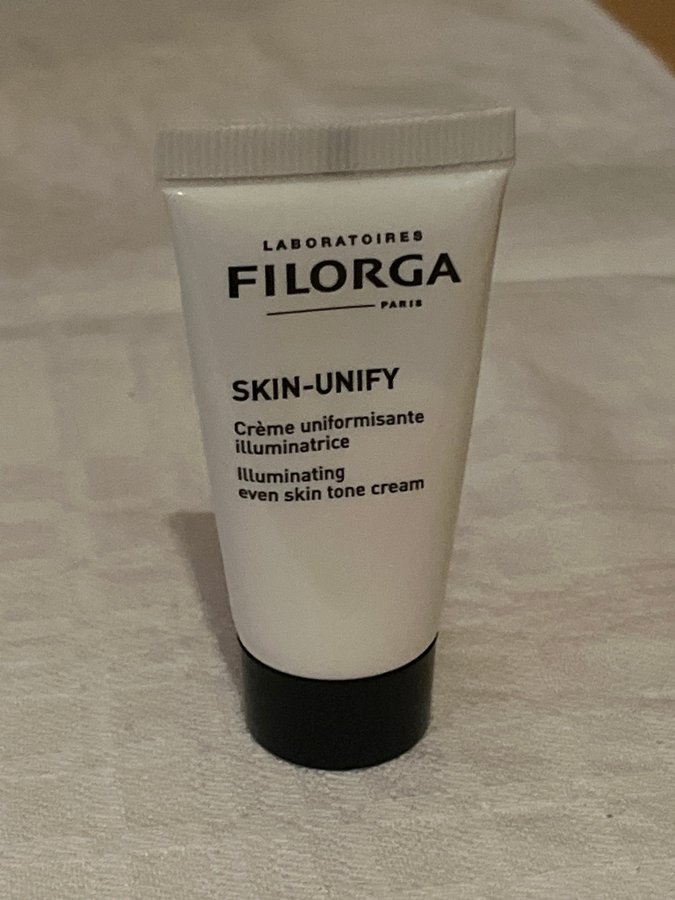 LABORATOIRES
FILORGA
PARIS
SKIN-UNIFY
Crème uniformisante
illuminatrice
Illuminating
even skin tone cream